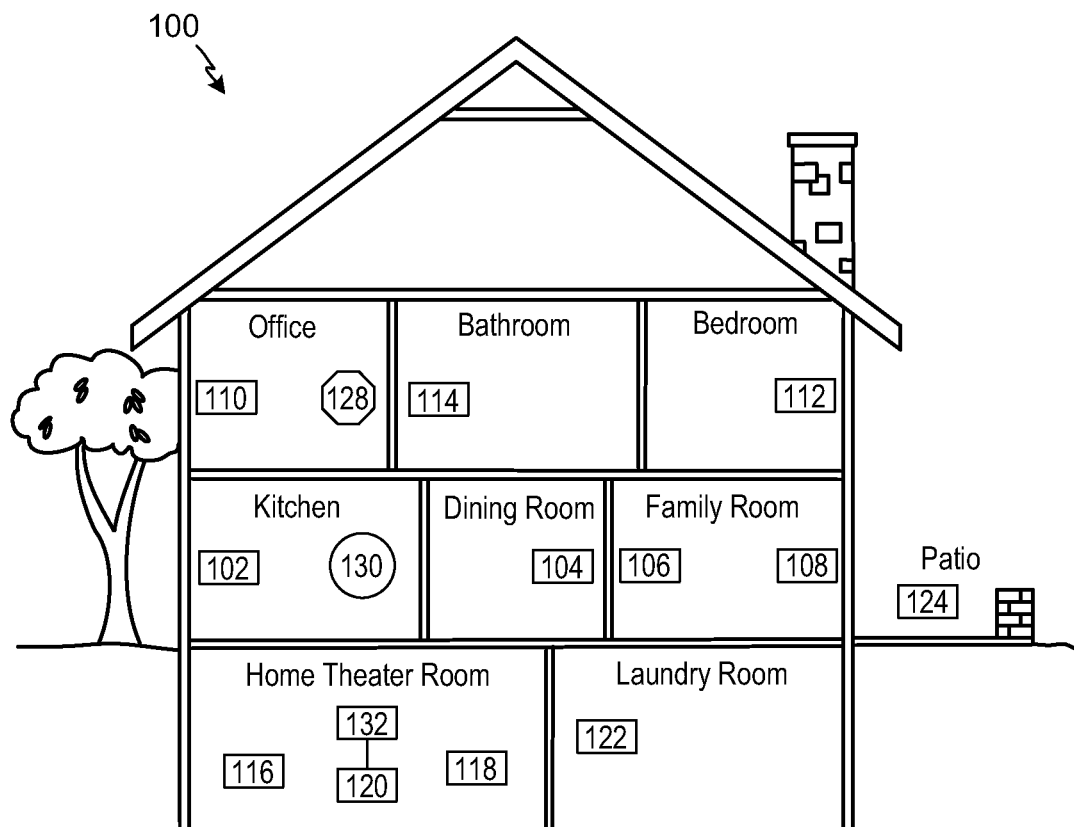 100
Office Bathroom Bedroom
110 128 114 112
Kitchen Dining Room Family Room
102 130 104 106 108
Patio
124
Home Theater Room Laundry Room
132
122
116 120 118